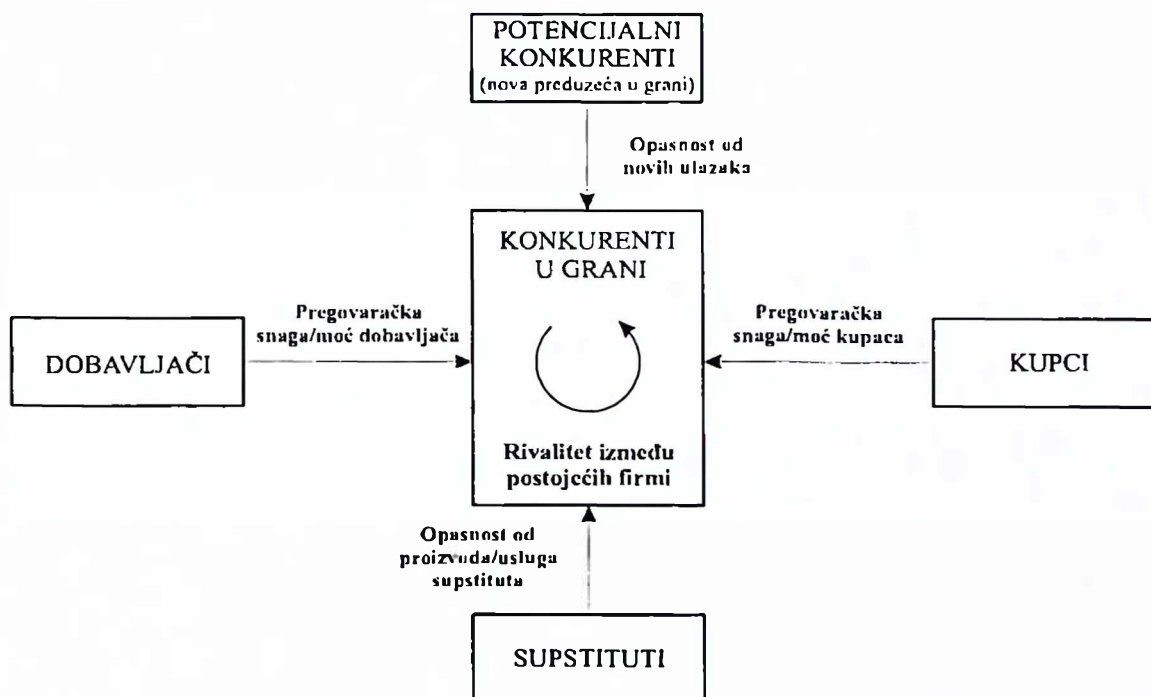 POTENCIJALNI
KONKURENTI
(nova preduzeća u grani)
Opasnost od
novih ulazaka
KONKURENTI
U GRANI
Pregovaračka
snaga/moć dobavljača
Pregovaračka
snaga/moć kupaca
DOBAVLJAČI
KUPCI
Rivalitet između
postojećih firmi
Opasnost od
proizvoda/usluga
supstituta
SUPSTITUTI